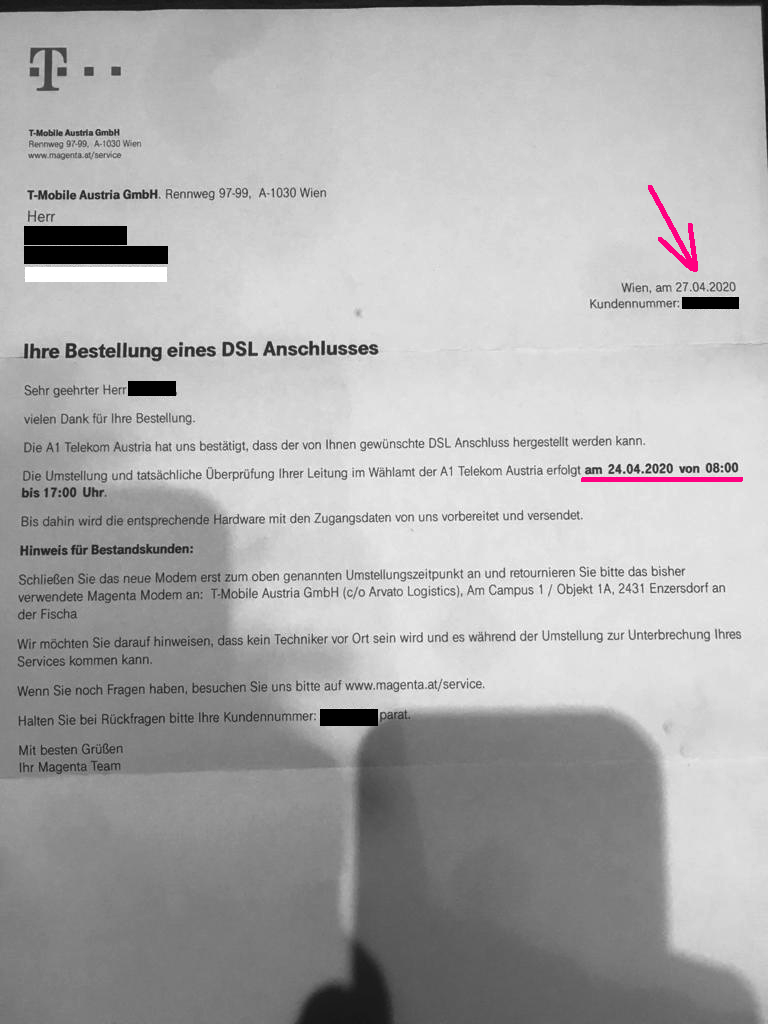 T
T-Mobile Austria GmbH
Rennweg 97-99, A-1030 Wien
www.magenta.at/service
T-Mobile Austria GmbH. Rennweg 97-99, A-1030 Wien
Herr
Wien, am 27.04.2020
Kundennummer:
Ihre Bestellung eines DSL Anschlusses
Sehr geehrter Herr
vielen Dank für Ihre Bestellung.
Die A1 Telekom Austria hat uns bestätigt, dass der von Ihnen gewünschte DSL Anschluss hergestellt werden kann.
Die Umstellung und tatsächliche Überprüfung Ihrer Leitung im Wählamt der A1 Telekom Austria erfolgt am 24.04.2020 von 08:00
bis 17:00 Uhr.
Bis dahin wird die entsprechende Hardware mit den Zugangsdaten von uns vorbereitet und versendet.
Hinweis für Bestandskunden:
Schließen Sie das neue Modem erst zum oben genannten Umstellungszeitpunkt an und retournieren Sie bitte das bisher
verwendete Magenta Modem an: T-Mobile Austria GmbH (c/o Arvato Logistics), Am Campus 1 / Objekt 1A, 2431 Enzersdorf an
der Fischa
Wir möchten Sie darauf hinweisen, dass kein Techniker vor Ort sein wird und es während der Umstellung zur Unterbrechung Ihres
Services kommen kann.
Wenn Sie noch Fragen haben, besuchen Sie uns bitte auf www.magenta.at/service.
Halten Sie bei Rückfragen bitte Ihre Kundennummer: parat.
Mit besten Grüßen
Ihr Magenta Team